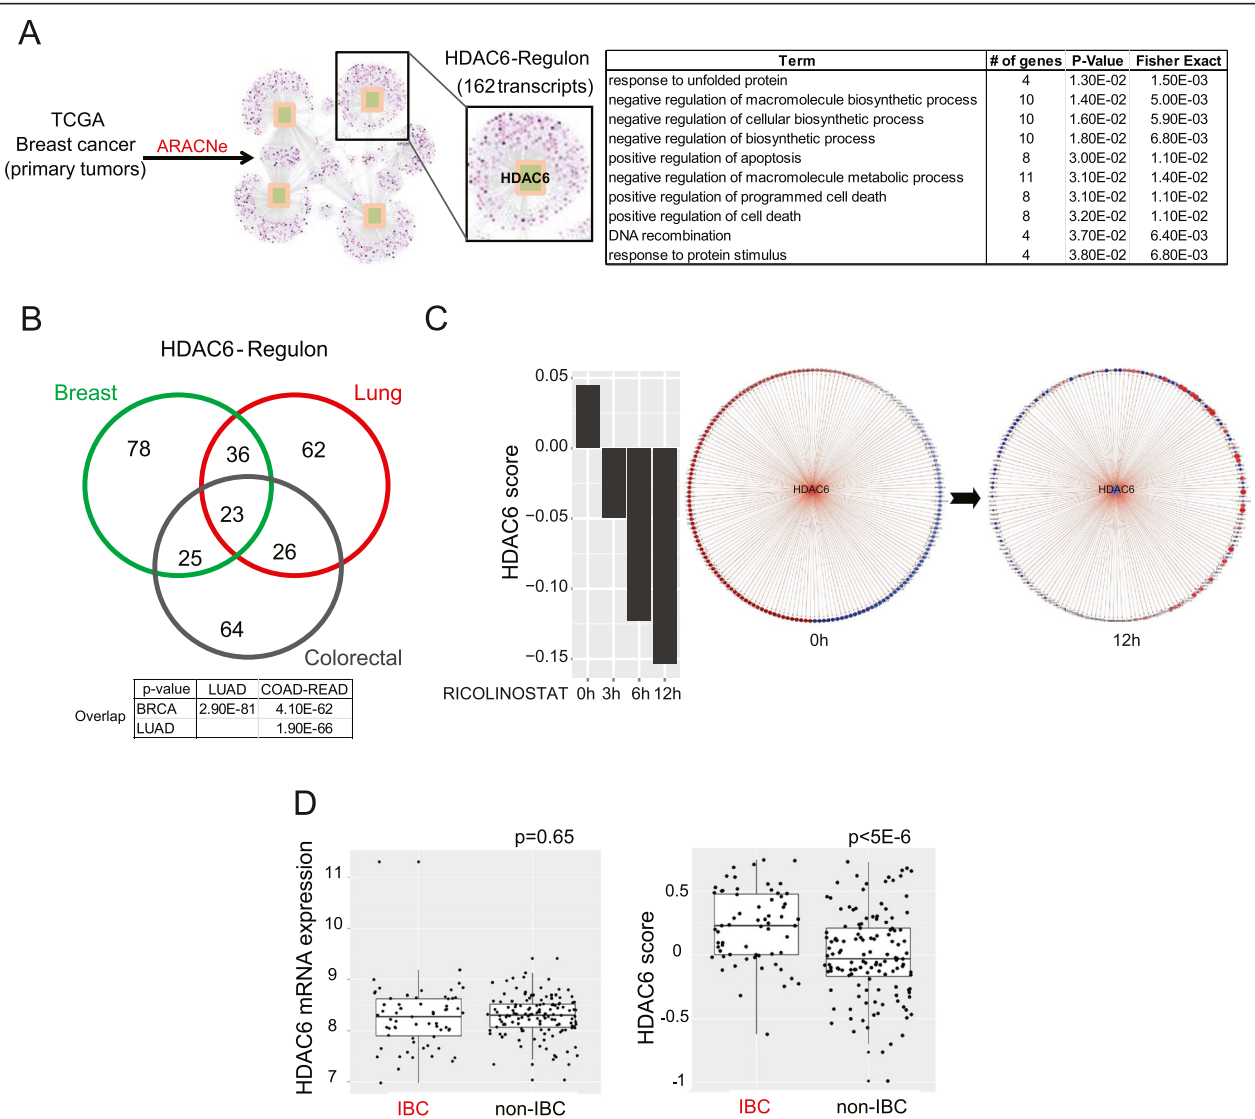 A
TCGA
Breast cancer
(primary tumors)
ARACNe
HDAC6-Regulon
(162 transcripts)
HDAC6
Term # of genes P-Value Fisher Exact
response to unfolded protein 4 1.30E-02 1.50E-03
negative regulation of macromolecule biosynthetic process 10 1.40E-02 5.00E-03
negative regulation of cellular biosynthetic process 10 1.60E-02 5.90E-03
negative regulation of biosynthetic process 10 1.80E-02 6.80E-03
positive regulation of apoptosis 8 3.00E-02 1.10E-02
negative regulation of macromolecule metabolic process 11 3.10E-02 1.40E-02
positive regulation of programmed cell death 8 3.10E-02 1.10E-02
positive regulation of cell death 8 3.20E-02 1.10E-02
DNA recombination 4 3.70E-02 6.40E-03
response to protein stimulus 4 3.80E-02 6.80E-03
B
HDAC6-Regulon
Breast Lung
78 36 62
23
25 26
64
Colorectal
Overlap
p-value LUAD COAD-READ
BRCA 2.90E-81 4.10E-62
LUAD 1.90E-66
C
HDAC6 score
0.05
0.00
−0.05
−0.10
−0.15
RICOLINOSTAT 0h 3h 6h 12h
HDAC6
0h
HDAC6
12h
D
HDAC6 mRNA expression
p=0.65
11
10
9
8
7
IBC non-IBC
HDAC6 score
p<5E-6
0.5
0
-0.5
-1
IBC non-IBC